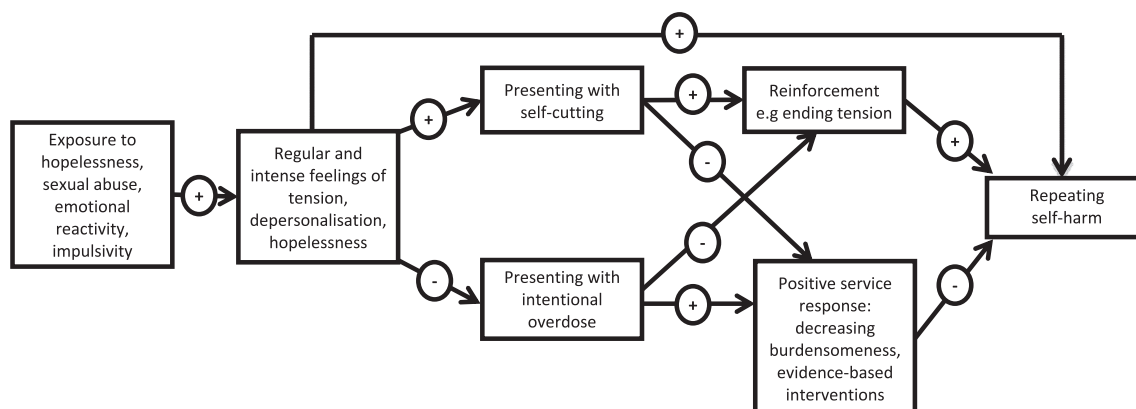 +
Exposure to
hopelessness,
sexual abuse,
emotional
reactivity,
impulsivity
+
Regular and
intense feelings of
tension,
depersonalisation,
hopelessness
+
-
Presenting with
self-cutting
Presenting with
intentional
overdose
+
-
-
+
Reinforcement
e.g ending tension
Positive service
response:
decreasing
burdensomeness,
evidence-based
interventions
+
-
Repeating
self-harm